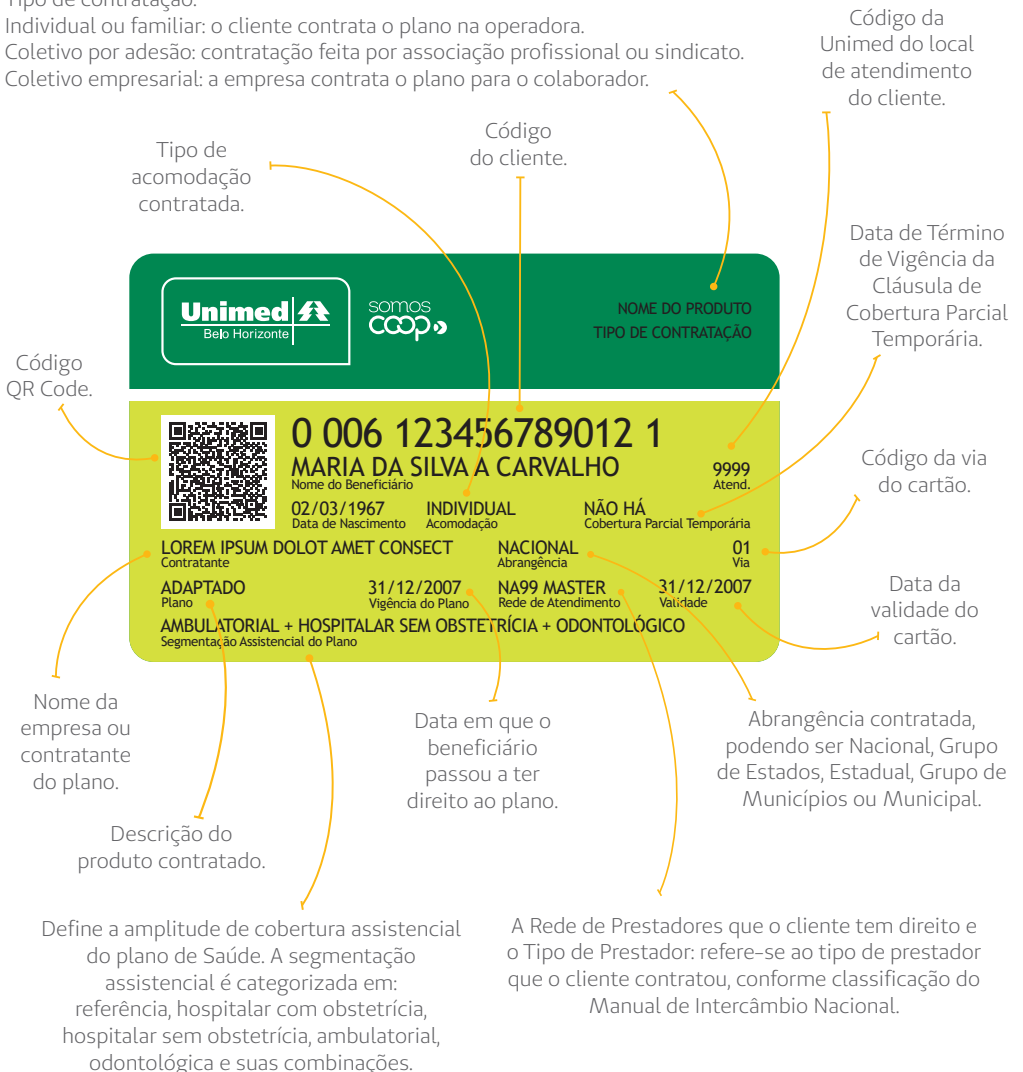 Tipo de contratação:
Individual ou familiar: o cliente contrata o plano na operadora.
Coletivo por adesão: contratação feita por associação profissional ou sindicato.
Coletivo empresarial: a empresa contrata o plano para o colaborador.
Código da
Unimed do local
de atendimento
do cliente.
Código
do cliente.
Tipo de
acomodação
contratada.
Data de Término
de Vigência da
Cláusula de
Cobertura Parcial
Temporária.
Código
QR Code.
Unimed
Belo Horizonte
somos
coop
NOME DO PRODUTO
TIPO DE CONTRATAÇÃO
0 006 123456789012 1
MARIA DA SILVA A CARVALHO
Nome do Beneficiário
9999
Atend.
02/03/1967
Data de Nascimento
INDIVIDUAL
Acomodação
NÃO HÁ
Cobertura Parcial Temporária
LOREM IPSUM DOLOT AMET CONSECT
Contratante
NACIONAL
Abrangência
01
Via
ADAPTADO
Plano
31/12/2007
Vigência do Plano
NA99 MASTER
Rede de Atendimento
31/12/2007
Validade
AMBULATORIAL + HOSPITALAR SEM OBSTETRÍCIA + ODONTOLÓGICO
Segmentação Assistencial do Plano
Código da via
do cartão.
Data da
validade do
cartão.
Nome da
empresa ou
contratante
do plano.
Data em que o
beneficiário
passou a ter
direito ao plano.
Abrangência contratada,
podendo ser Nacional, Grupo
de Estados, Estadual, Grupo de
Municípios ou Municipal.
Descrição do
produto contratado.
Define a amplitude de cobertura assistencial
do plano de Saúde. A segmentação
assistencial é categorizada em:
referência, hospitalar com obstetrícia,
hospitalar sem obstetrícia, ambulatorial,
odontológica e suas combinações.
A Rede de Prestadores que o cliente tem direito e
o Tipo de Prestador: refere-se ao tipo de prestador
que o cliente contratou, conforme classificação do
Manual de Intercâmbio Nacional.